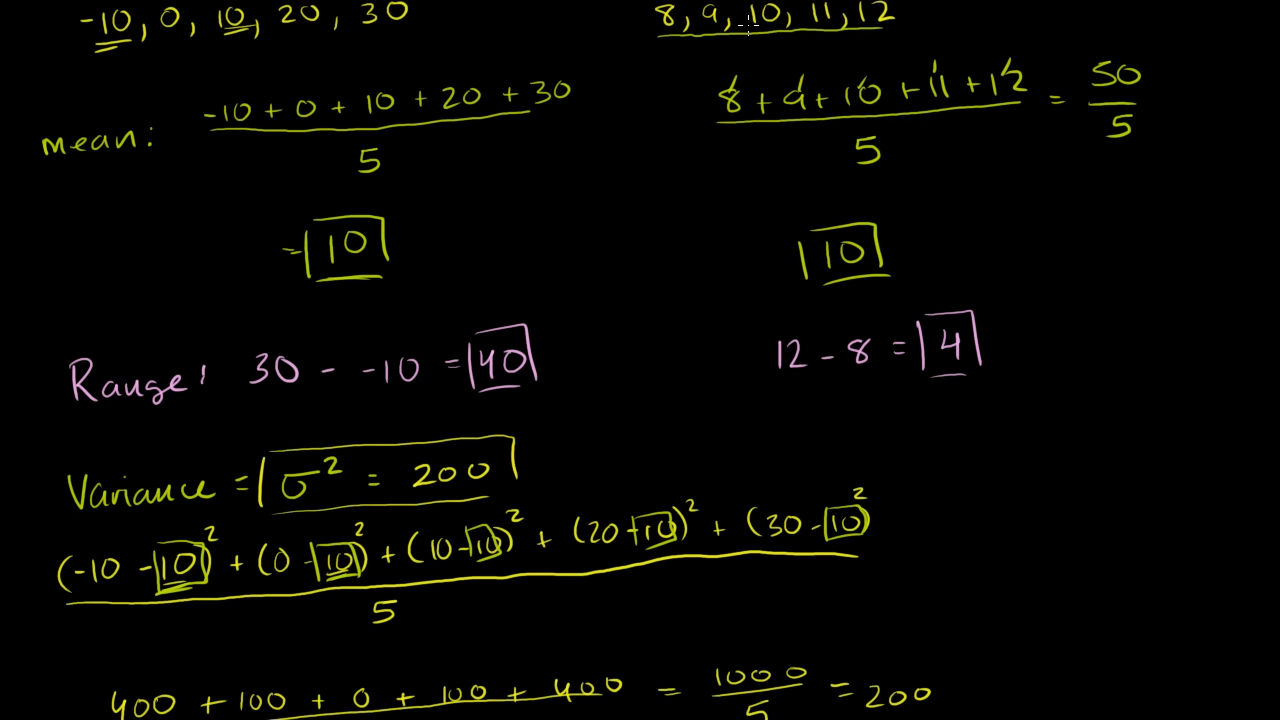 -10, 0, 10, 20, 30
8, 9, 10, 11, 12
mean: -10 + 0 + 10 + 20 + 30
5
8 + 9 + 10 + 11 + 12 = 50
5
5
= 10
10
Range: 30 - -10 = 40
12 - 8 = 4
Variance = σ² = 200
(-10 - 10)² + (0 - 10)² + (10 - 10)² + (20 - 10)² + (30 - 10)²
5
400 + 100 + 0 + 100 + 400 = 1000 = 200
5